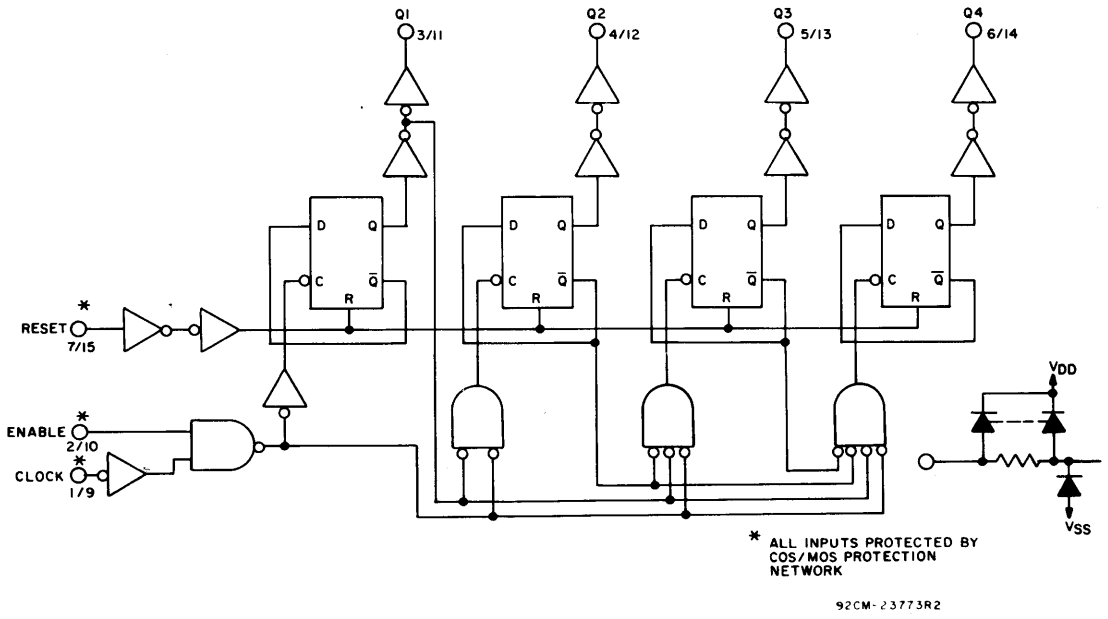 Q1 Q2 Q3 Q4
3/11 4/12 5/13 6/14
D Q D Q D Q D Q
C Q̅ C Q̅ C Q̅ C Q̅
R R R R
*
RESET
7/15
*
ENABLE
2/10
*
CLOCK
1/9
VDD
VSS
* ALL INPUTS PROTECTED BY
COS/MOS PROTECTION
NETWORK
92CM-23773R2